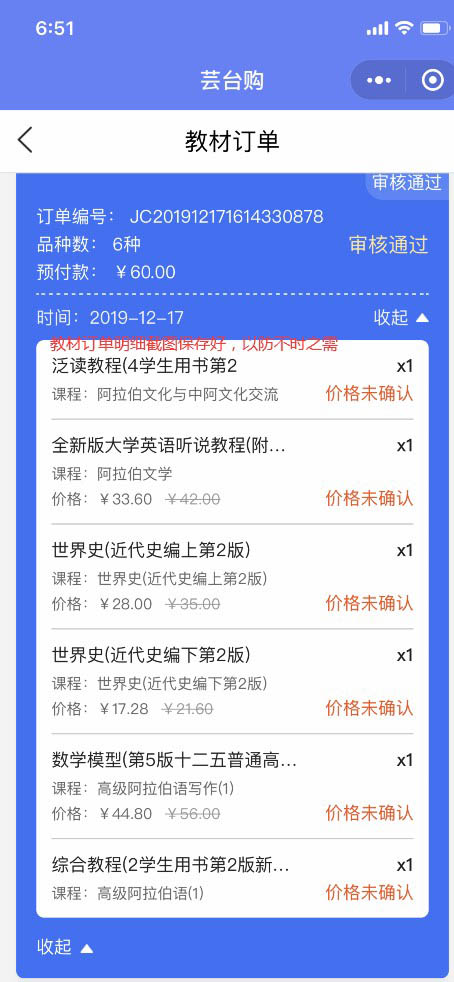 6:51
芸台购
教材订单
审核通过
订单编号： JC201912171614330878
品种数： 6种 审核通过
预付款： ￥60.00
时间：2019-12-17 收起
教材订单明细截图保存好，以防不时之需
泛读教程(4学生用书第2 x1
课程：阿拉伯文化与中阿文化交流 价格未确认
全新版大学英语听说教程(附... x1
课程：阿拉伯文学
价格：￥33.60 ￥42.00 价格未确认
世界史(近代史编上第2版) x1
课程：世界史(近代史编上第2版)
价格：￥28.00 ￥35.00 价格未确认
世界史(近代史编下第2版) x1
课程：世界史(近代史编下第2版)
价格：￥17.28 ￥21.60 价格未确认
数学模型(第5版十二五普通高... x1
课程：高级阿拉伯语写作(1)
价格：￥44.80 ￥56.00 价格未确认
综合教程(2学生用书第2版新... x1
课程：高级阿拉伯语(1) 价格未确认
收起